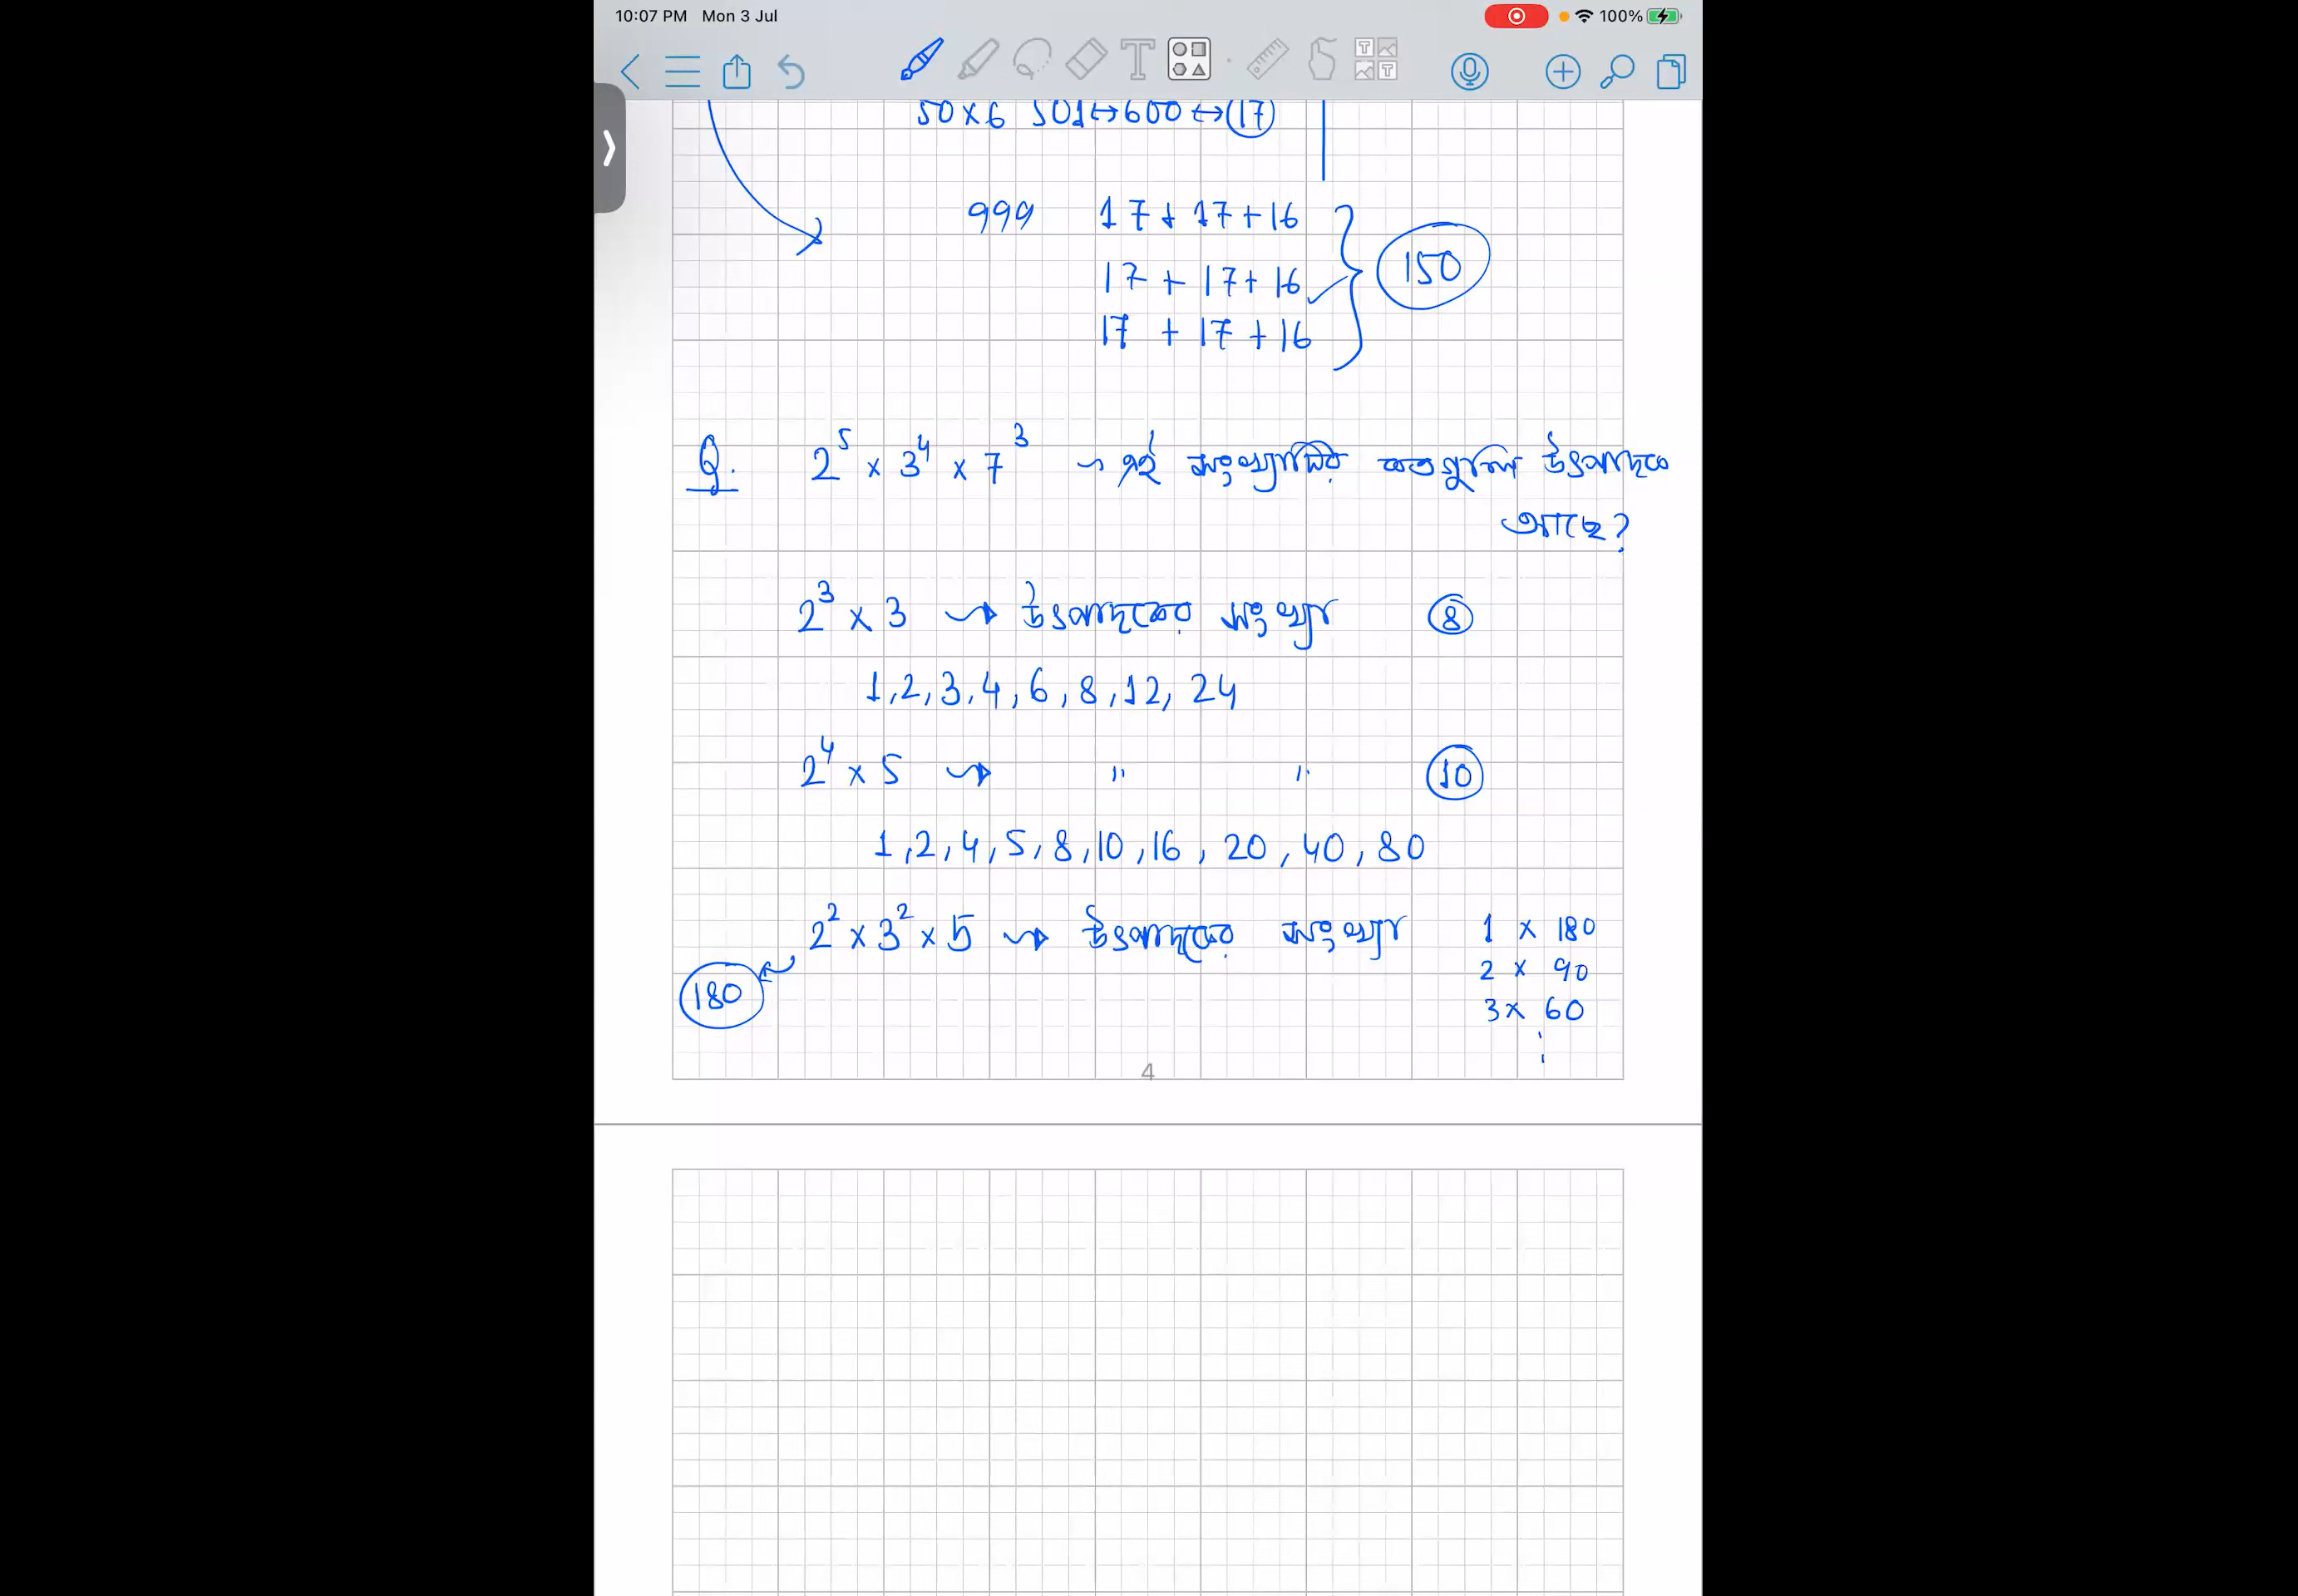 10:07 PM Mon 3 Jul 100%
50 × 6 501 ↔ 600 ↔ 17
999 17 + 17 + 16
17 + 17 + 16 150
17 + 17 + 16
Q. 2⁵ × 3⁴ × 7³ → এই সংখ্যাটির কতগুলি উৎপাদক
আছে?
2³ × 3 → উৎপাদকের সংখ্যা 8
1, 2, 3, 4, 6, 8, 12, 24
2⁴ × 5 → " " 10
1, 2, 4, 5, 8, 10, 16, 20, 40, 80
2² × 3² × 5 → উৎপাদকের সংখ্যা 1 × 180
2 × 90
180 3 × 60
4